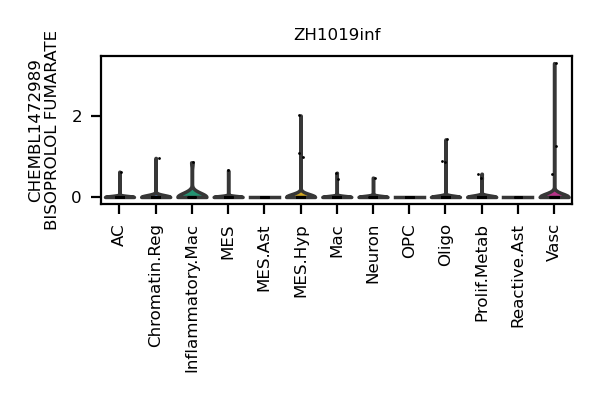 ZH1019inf
CHEMBL1472989
BISOPROLOL FUMARATE
2
0
AC
Chromatin.Reg
Inflammatory.Mac
MES
MES.Ast
MES.Hyp
Mac
Neuron
OPC
Oligo
Prolif.Metab
Reactive.Ast
Vasc